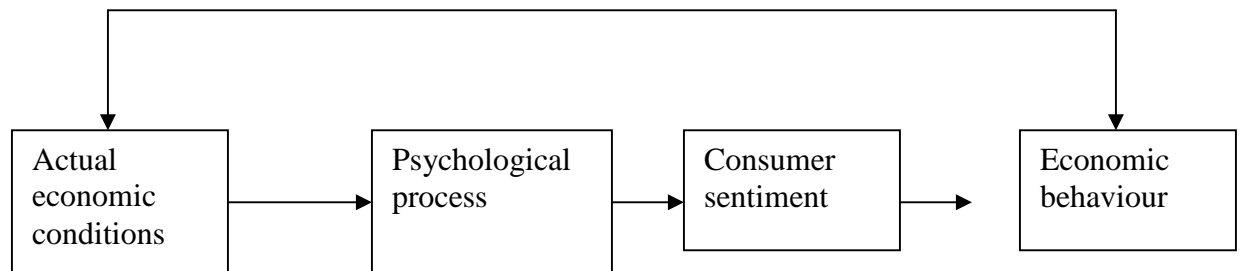 Actual
economic
conditions
Psychological
process
Consumer
sentiment
Economic
behaviour